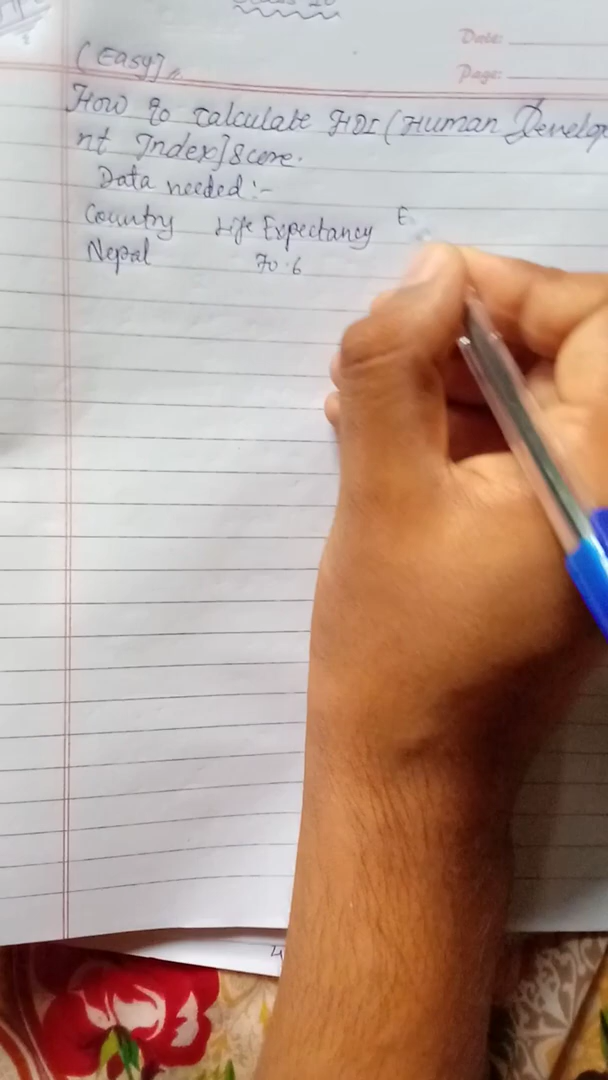 Date:
Page:
(Easy)
How to calculate HDI (Human Develop
nt Index] Score.
Data needed :-
Country Life Expectancy E
Nepal 70.6